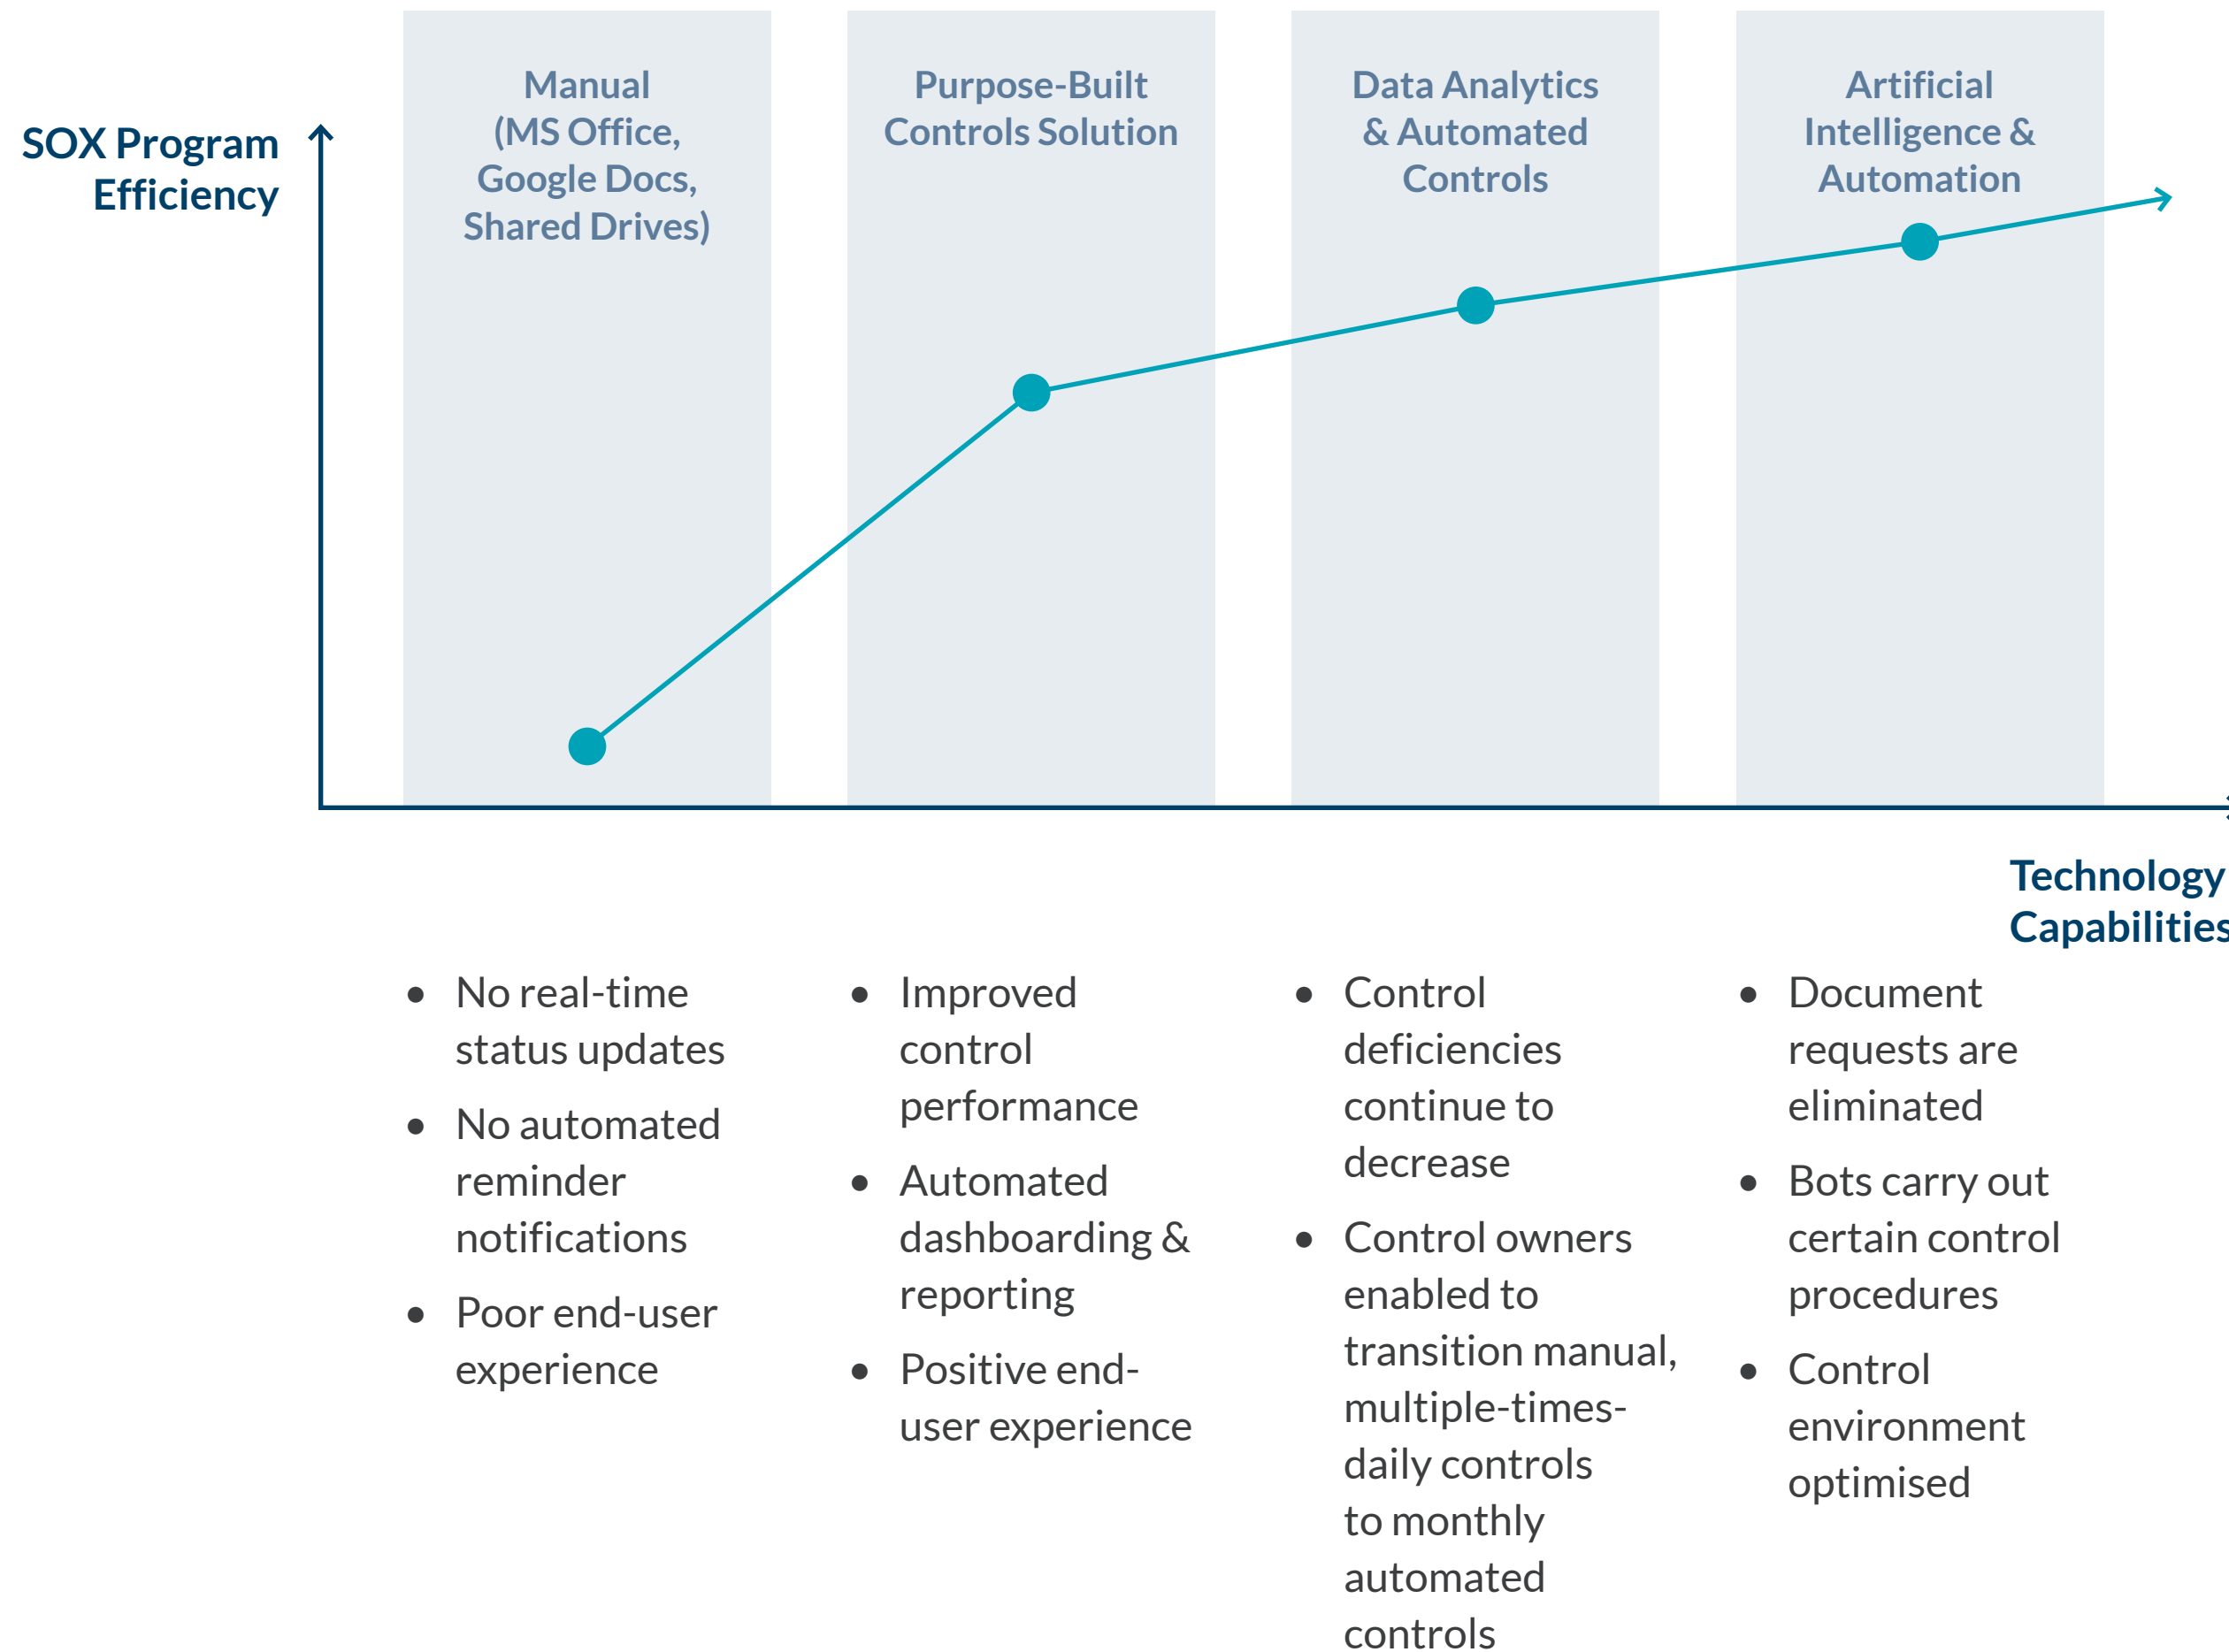 SOX Program
Efficiency
Manual
(MS Office,
Google Docs,
Shared Drives)
Purpose-Built
Controls Solution
Data Analytics
& Automated
Controls
Artificial
Intelligence &
Automation
Technology
Capabilities
• No real-time
status updates
• No automated
reminder
notifications
• Poor end-user
experience
• Improved
control
performance
• Automated
dashboarding &
reporting
• Positive end-
user experience
• Control
deficiencies
continue to
decrease
• Control owners
enabled to
transition manual,
multiple-times-
daily controls
to monthly
automated
controls
• Document
requests are
eliminated
• Bots carry out
certain control
procedures
• Control
environment
optimised